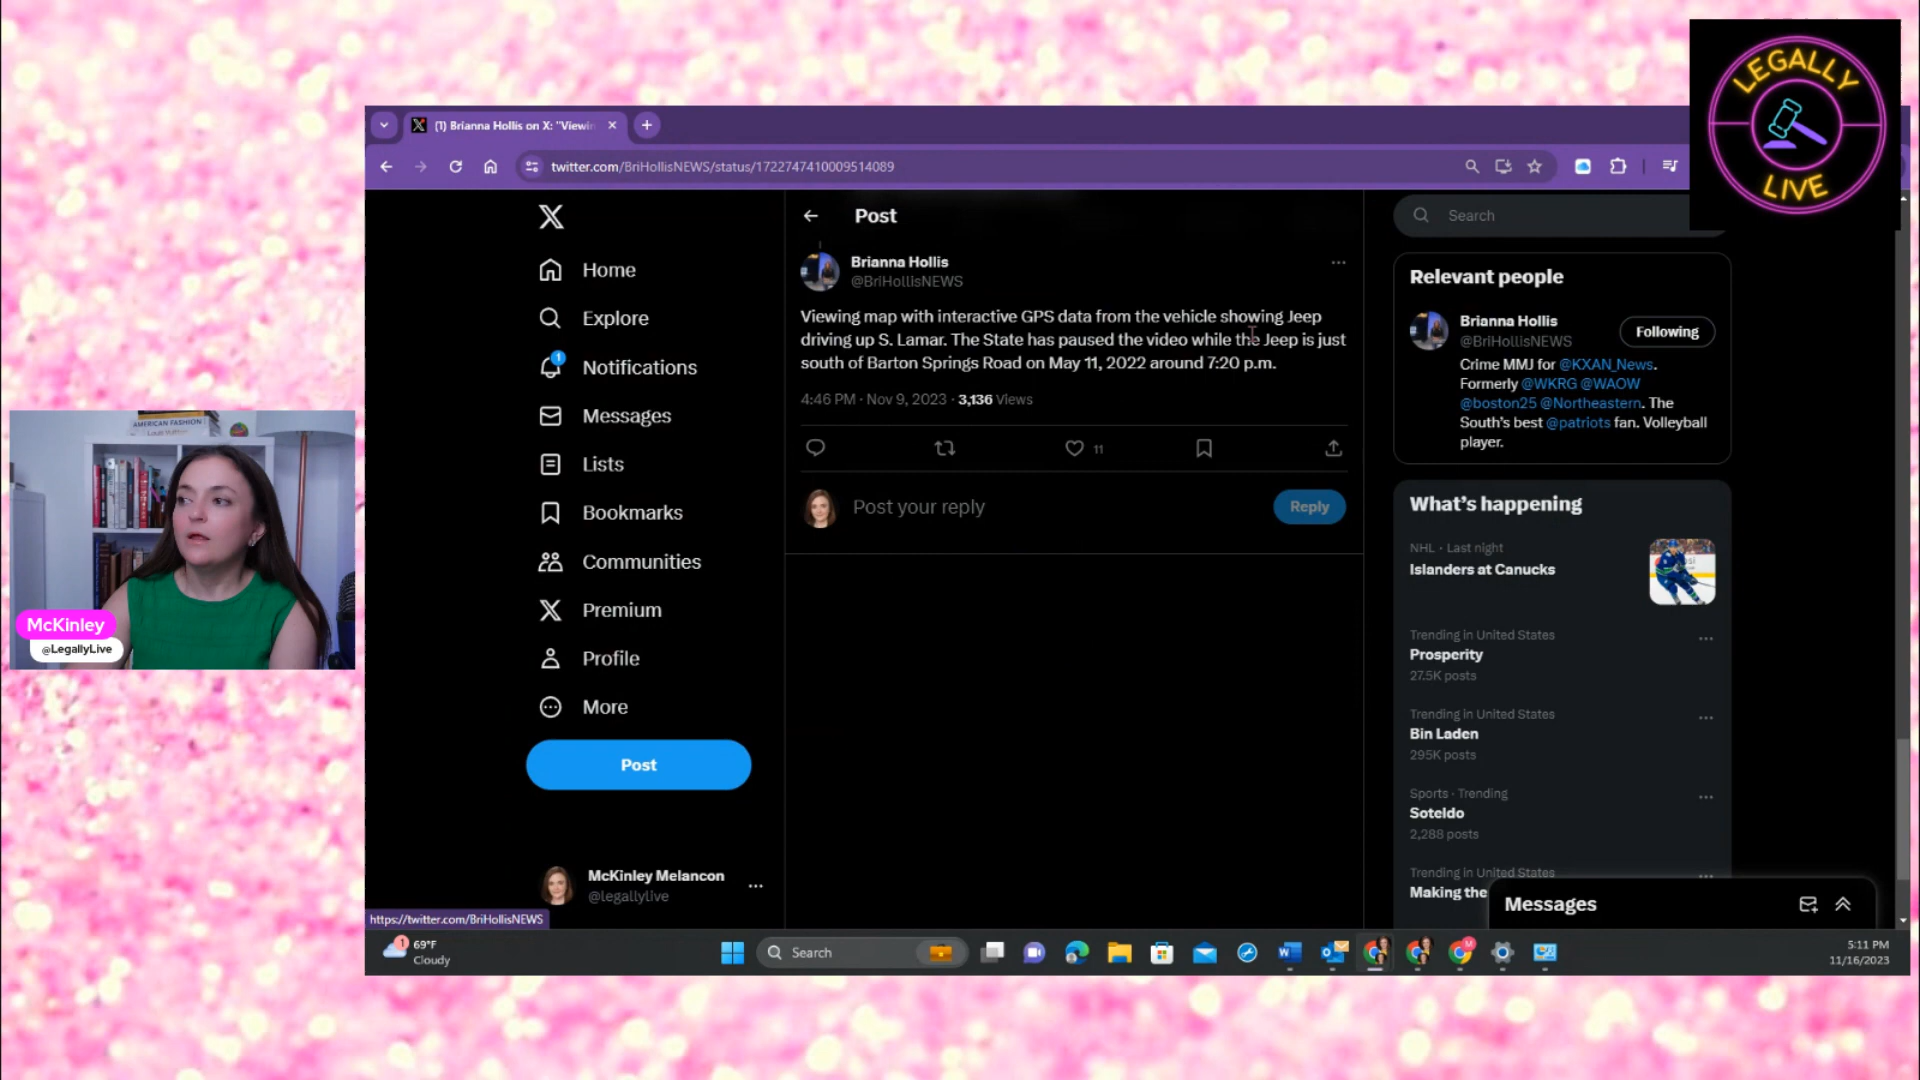 LEGALLY
LIVE
(1) Brianna Hollis on X: "Viewin
twitter.com/BriHollisNEWS/status/1722747410009514089
Home
Explore
1
Notifications
Messages
Lists
Bookmarks
Communities
Premium
Profile
More
Post
McKinley Melancon
@legallylive
https://twitter.com/BriHollisNEWS
Post
Brianna Hollis
@BriHollisNEWS
Viewing map with interactive GPS data from the vehicle showing Jeep
driving up S. Lamar. The State has paused the video while the Jeep is just
south of Barton Springs Road on May 11, 2022 around 7:20 p.m.
4:46 PM · Nov 9, 2023 · 3,136 Views
11
Post your reply
Reply
Search
Relevant people
Brianna Hollis
@BriHollisNEWS
Following
Crime MMJ for @KXAN_News.
Formerly @WKRG @WAOW
@boston25 @Northeastern. The
South's best @patriots fan. Volleyball
player.
What's happening
NHL · Last night
Islanders at Canucks
Trending in United States
Prosperity
27.5K posts
Trending in United States
Bin Laden
295K posts
Sports · Trending
Soteldo
2,288 posts
Trending in United States
Making the
Messages
AMERICAN FASHION
McKinley
@LegallyLive
1
69°F
Cloudy
Search
5:11 PM
11/16/2023